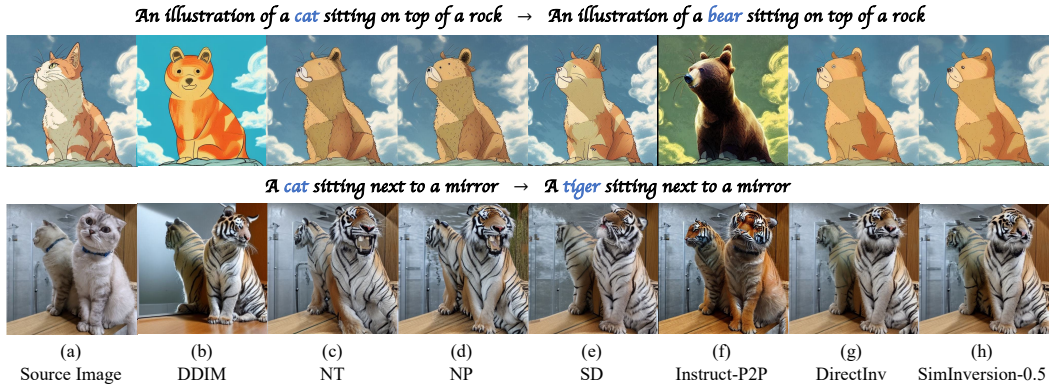 An illustration of a cat sitting on top of a rock → An illustration of a bear sitting on top of a rock
A cat sitting next to a mirror → A tiger sitting next to a mirror
(a) (b) (c) (d) (e) (f) (g) (h)
Source Image DDIM NT NP SD Instruct-P2P DirectInv SimInversion-0.5